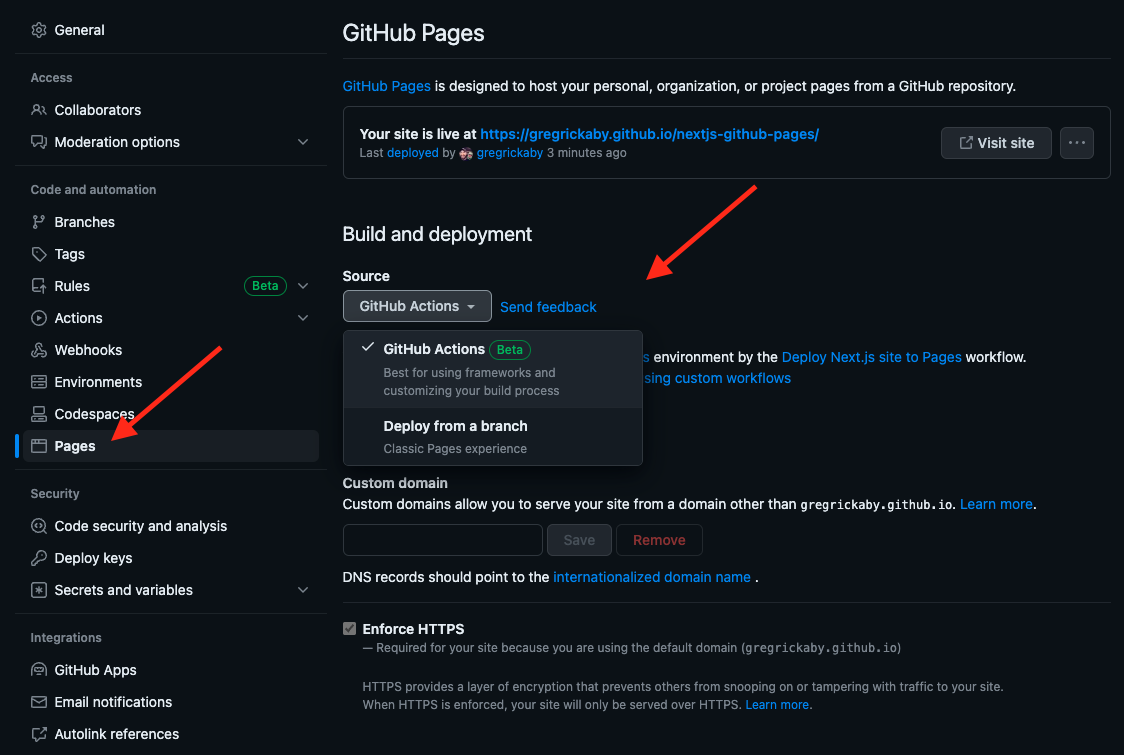 General
Access
Collaborators
Moderation options
Code and automation
Branches
Tags
Rules Beta
Actions
Webhooks
Environments
Codespaces
Pages
Security
Code security and analysis
Deploy keys
Secrets and variables
Integrations
GitHub Apps
Email notifications
Autolink references
GitHub Pages
GitHub Pages is designed to host your personal, organization, or project pages from a GitHub repository.
Your site is live at https://gregrickaby.github.io/nextjs-github-pages/
Last deployed by gregrickaby 3 minutes ago
Visit site
Build and deployment
Source
GitHub Actions Send feedback
GitHub Actions Beta
Best for using frameworks and
customizing your build process
Deploy from a branch
Classic Pages experience
environment by the Deploy Next.js site to Pages workflow.
custom workflows
Custom domain
Custom domains allow you to serve your site from a domain other than gregrickaby.github.io. Learn more.
Save Remove
DNS records should point to the internationalized domain name .
Enforce HTTPS
— Required for your site because you are using the default domain (gregrickaby.github.io)
HTTPS provides a layer of encryption that prevents others from snooping on or tampering with traffic to your site.
When HTTPS is enforced, your site will only be served over HTTPS. Learn more.